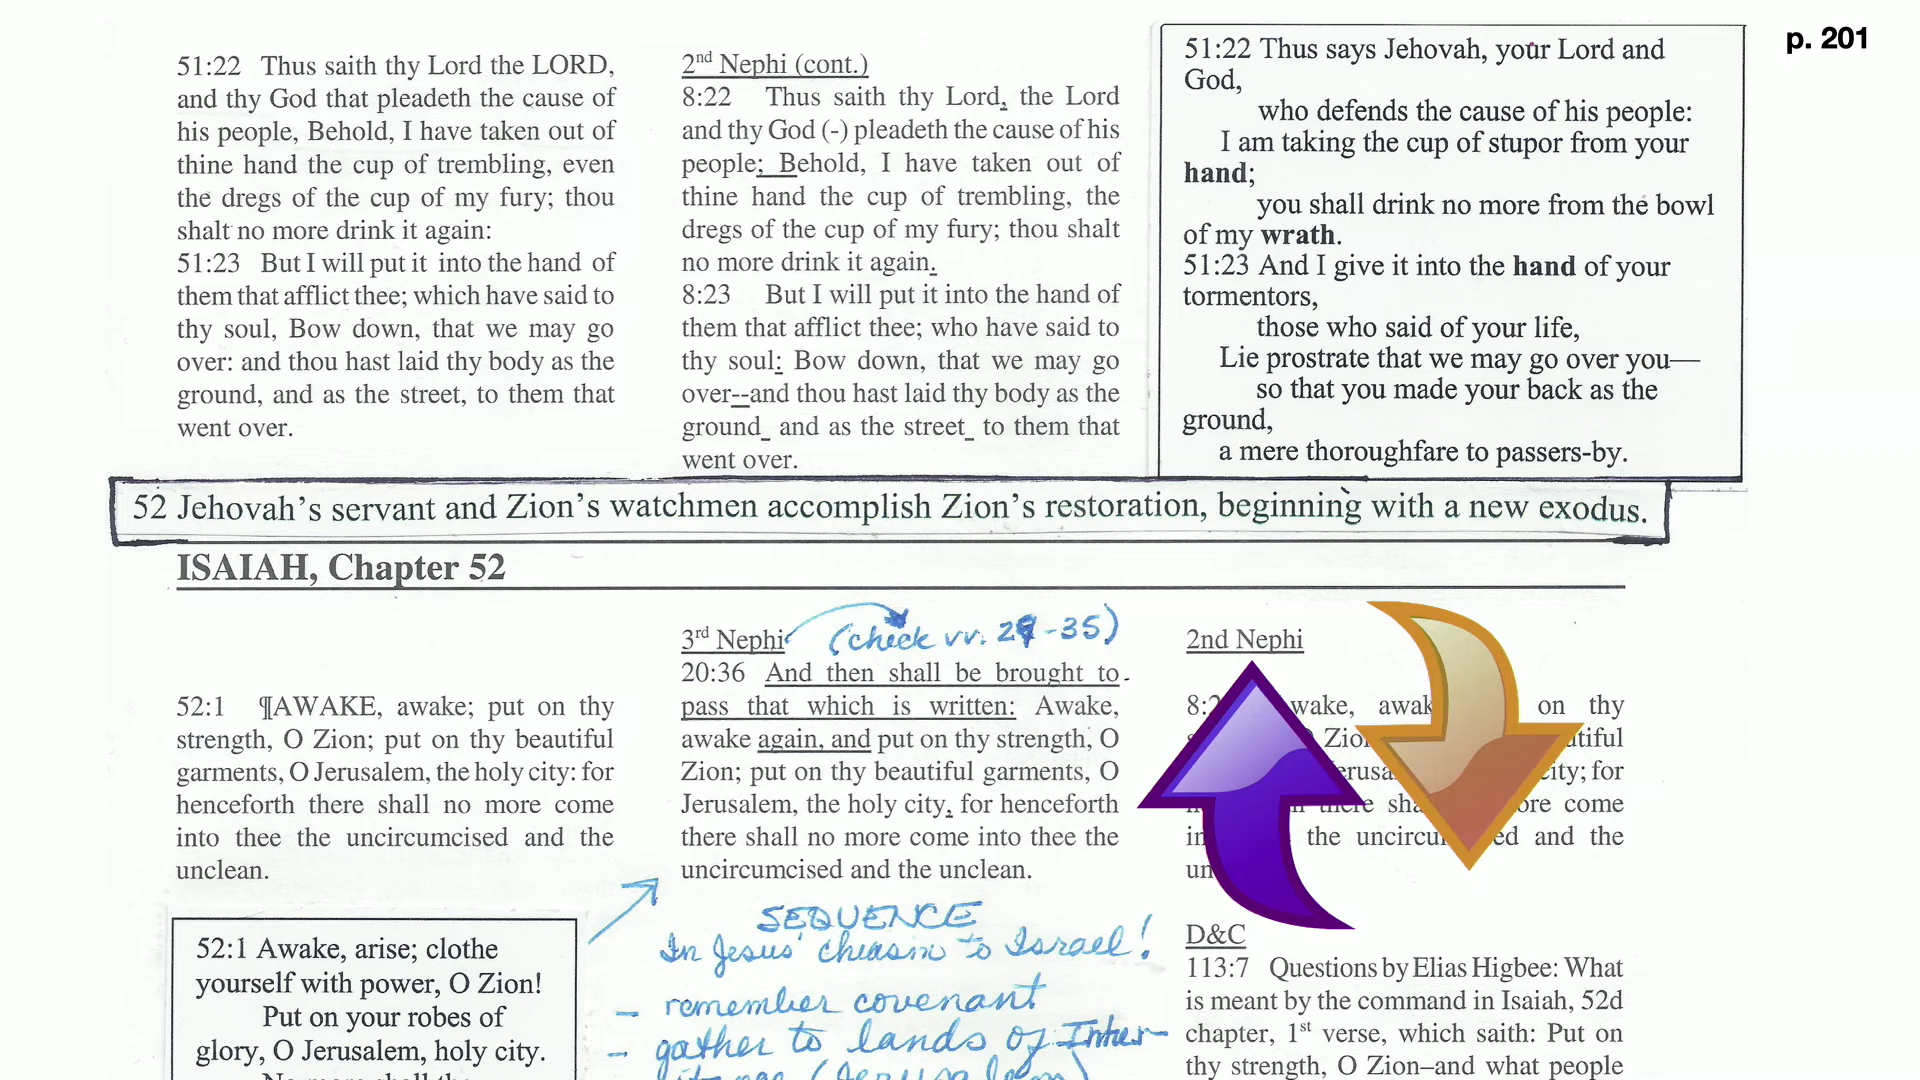 p. 201
51:22 Thus saith thy Lord the LORD,
and thy God that pleadeth the cause of
his people, Behold, I have taken out of
thine hand the cup of trembling, even
the dregs of the cup of my fury; thou
shalt no more drink it again:
51:23 But I will put it into the hand of
them that afflict thee; which have said to
thy soul, Bow down, that we may go
over: and thou hast laid thy body as the
ground, and as the street, to them that
went over.
2nd Nephi (cont.)
8:22 Thus saith thy Lord, the Lord
and thy God (-) pleadeth the cause of his
people; Behold, I have taken out of
thine hand the cup of trembling, the
dregs of the cup of my fury; thou shalt
no more drink it again.
8:23 But I will put it into the hand of
them that afflict thee; who have said to
thy soul: Bow down, that we may go
over--and thou hast laid thy body as the
ground_ and as the street_ to them that
went over.
51:22 Thus says Jehovah, your Lord and
God,
who defends the cause of his people:
I am taking the cup of stupor from your
hand;
you shall drink no more from the bowl
of my wrath.
51:23 And I give it into the hand of your
tormentors,
those who said of your life,
Lie prostrate that we may go over you—
so that you made your back as the
ground,
a mere thoroughfare to passers-by.
52 Jehovah's servant and Zion's watchmen accomplish Zion's restoration, beginning with a new exodus.
ISAIAH, Chapter 52
52:1 ¶AWAKE, awake; put on thy
strength, O Zion; put on thy beautiful
garments, O Jerusalem, the holy city: for
henceforth there shall no more come
into thee the uncircumcised and the
unclean.
52:1 Awake, arise; clothe
yourself with power, O Zion!
Put on your robes of
glory, O Jerusalem, holy city.
No more shall the
3rd Nephi (check vv. 29-35)
20:36 And then shall be brought to
pass that which is written: Awake,
awake again, and put on thy strength, O
Zion; put on thy beautiful garments, O
Jerusalem, the holy city, for henceforth
there shall no more come into thee the
uncircumcised and the unclean.
SEQUENCE
In Jesus' chiasm to Israel!
- remember covenant
- gather to lands of Inher-
itance (Jerusalem)
2nd Nephi
on thy
Zion
city; for
there come
the and the
D&C
113:7 Questions by Elias Higbee: What
is meant by the command in Isaiah, 52d
chapter, 1st verse, which saith: Put on
thy strength, O Zion–and what people